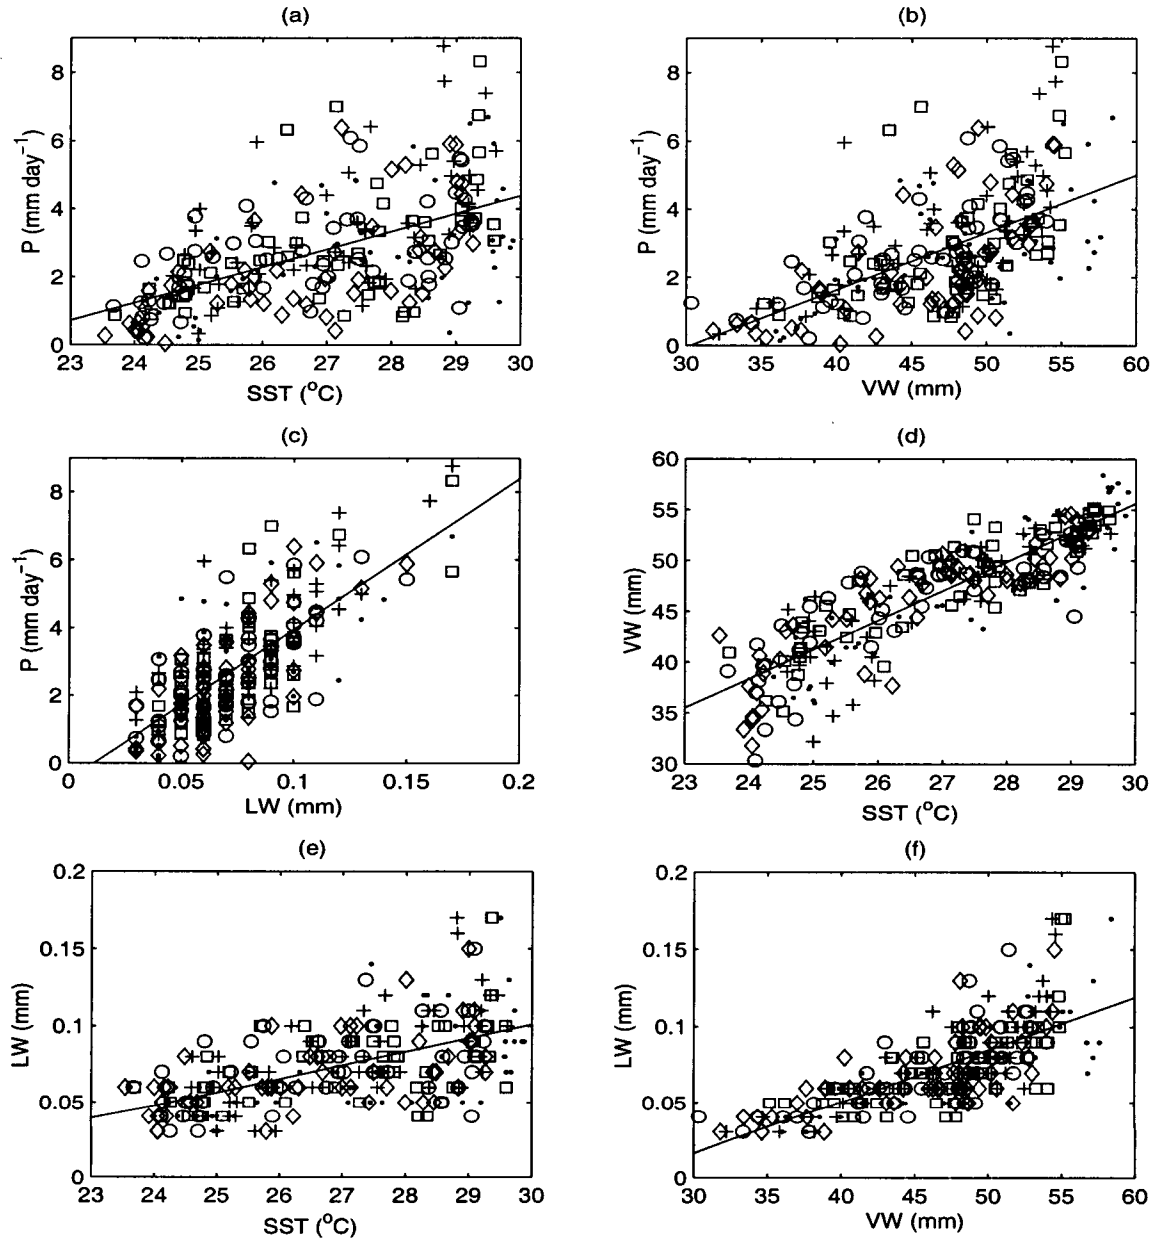 (a)
P (mm day⁻¹)
8
6
4
2
0
23 24 25 26 27 28 29 30
SST (°C)
(b)
P (mm day⁻¹)
8
6
4
2
0
30 35 40 45 50 55 60
VW (mm)
(c)
P (mm day⁻¹)
8
6
4
2
0
0 0.05 0.1 0.15 0.2
LW (mm)
(d)
VW (mm)
60
55
50
45
40
35
30
23 24 25 26 27 28 29 30
SST (°C)
(e)
LW (mm)
0.2
0.15
0.1
0.05
0
23 24 25 26 27 28 29 30
SST (°C)
(f)
LW (mm)
0.2
0.15
0.1
0.05
0
30 35 40 45 50 55 60
VW (mm)